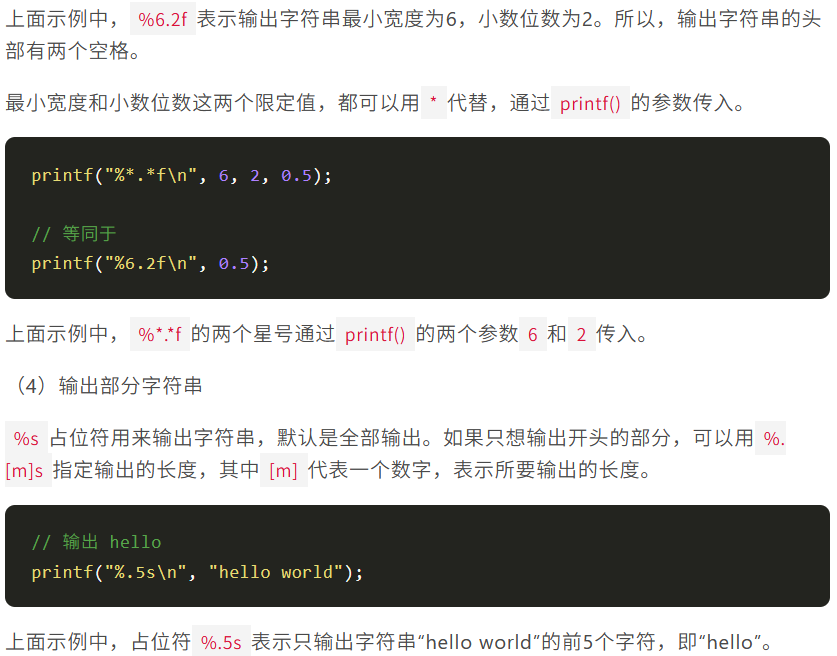 上面示例中， %6.2f 表示输出字符串最小宽度为6，小数位数为2。所以，输出字符串的头
部有两个空格。
最小宽度和小数位数这两个限定值，都可以用 * 代替，通过 printf() 的参数传入。
printf("%*.*f\n", 6, 2, 0.5);
// 等同于
printf("%6.2f\n", 0.5);
上面示例中， %*.*f 的两个星号通过 printf() 的两个参数 6 和 2 传入。
（4）输出部分字符串
%s 占位符用来输出字符串，默认是全部输出。如果只想输出开头的部分，可以用 %.
[m]s 指定输出的长度，其中 [m] 代表一个数字，表示所要输出的长度。
// 输出 hello
printf("%.5s\n", "hello world");
上面示例中，占位符 %.5s 表示只输出字符串“hello world”的前5个字符，即“hello”。